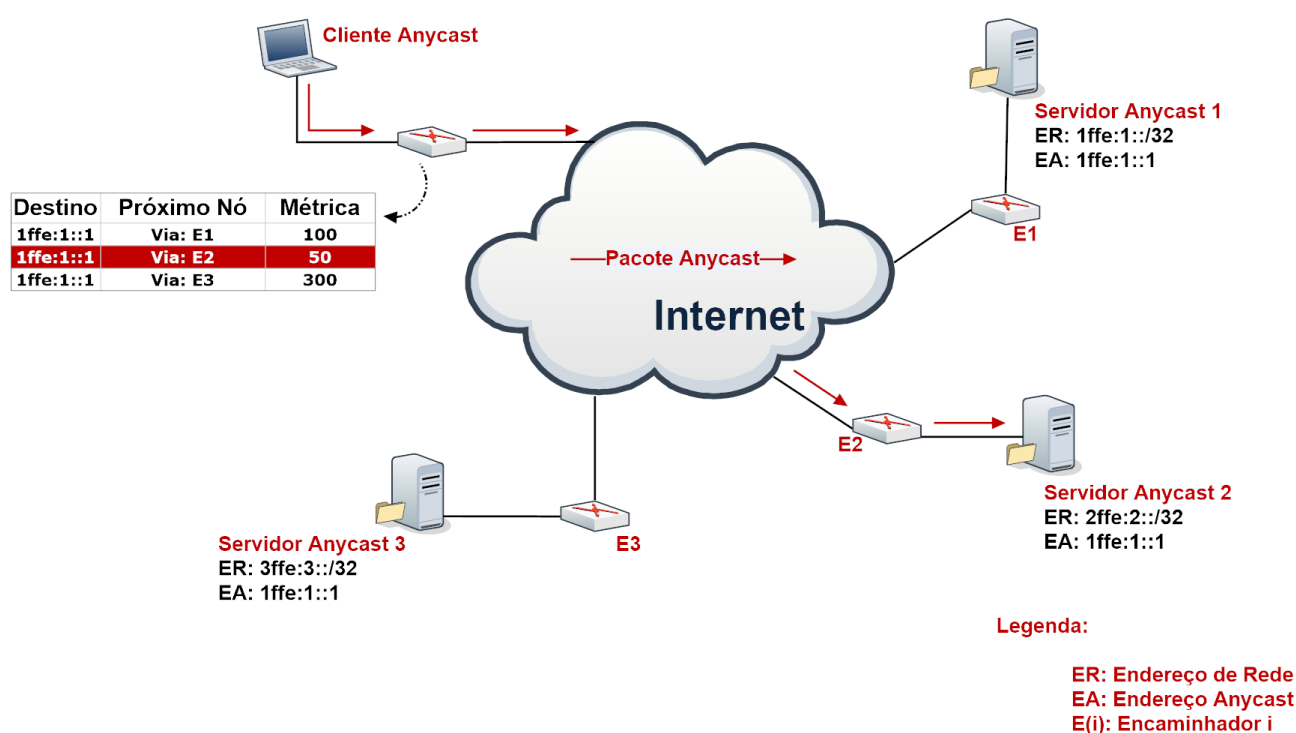 Cliente Anycast
Servidor Anycast 1
ER: 1ffe:1::/32
EA: 1ffe:1::1
E1
Destino Próximo Nó Métrica
1ffe:1::1 Via: E1 100
1ffe:1::1 Via: E2 50
1ffe:1::1 Via: E3 300
Pacote Anycast
Internet
E2
Servidor Anycast 2
ER: 2ffe:2::/32
EA: 1ffe:1::1
E3
Servidor Anycast 3
ER: 3ffe:3::/32
EA: 1ffe:1::1
Legenda:
ER: Endereço de Rede
EA: Endereço Anycast
E(i): Encaminhador i